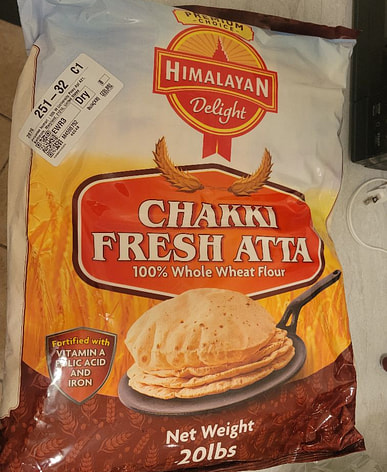 PREMIUM
CHOICE
HIMALAYAN
Delight
251-32 C1
Dry
EWR3
CHAKKI
FRESH ATTA
100% Whole Wheat Flour
Fortified with
VITAMIN A
FOLIC ACID
AND
IRON
Net Weight
20lbs